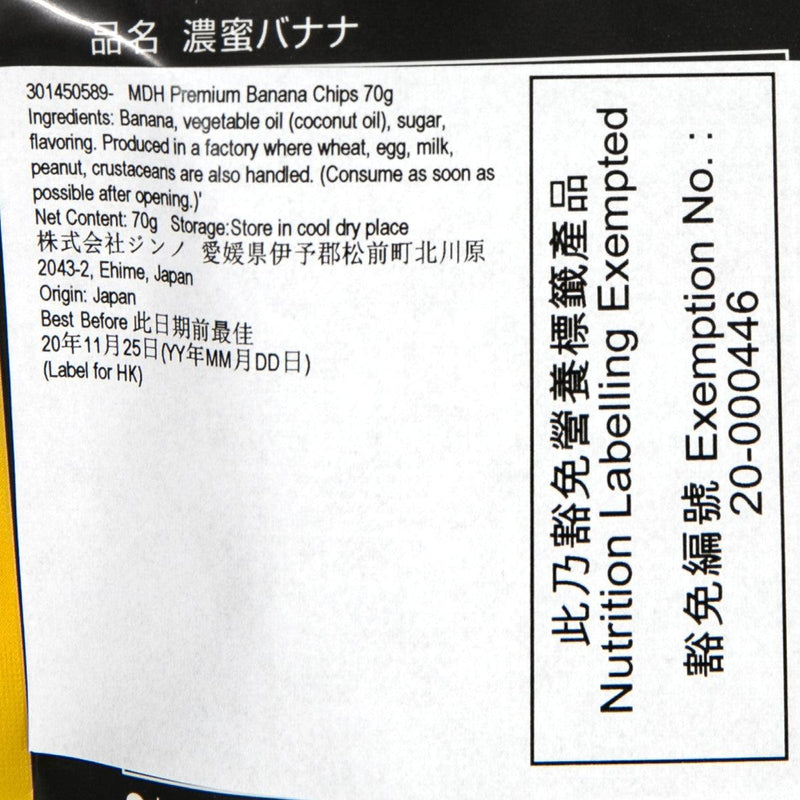 品名 濃蜜バナナ
301450589- MDH Premium Banana Chips 70g
Ingredients: Banana, vegetable oil (coconut oil), sugar,
flavoring. Produced in a factory where wheat, egg, milk,
peanut, crustaceans are also handled. (Consume as soon as
possible after opening.)'
Net Content: 70g Storage:Store in cool dry place
株式会社ジンノ 愛媛県伊予郡松前町北川原
2043-2, Ehime, Japan
Origin: Japan
Best Before 此日期前最佳
20年11月25日(YY年MM月DD日)
(Label for HK)
此乃豁免營養標籤產品
Nutrition Labelling Exempted
豁免編號 Exemption No. :
20-000446